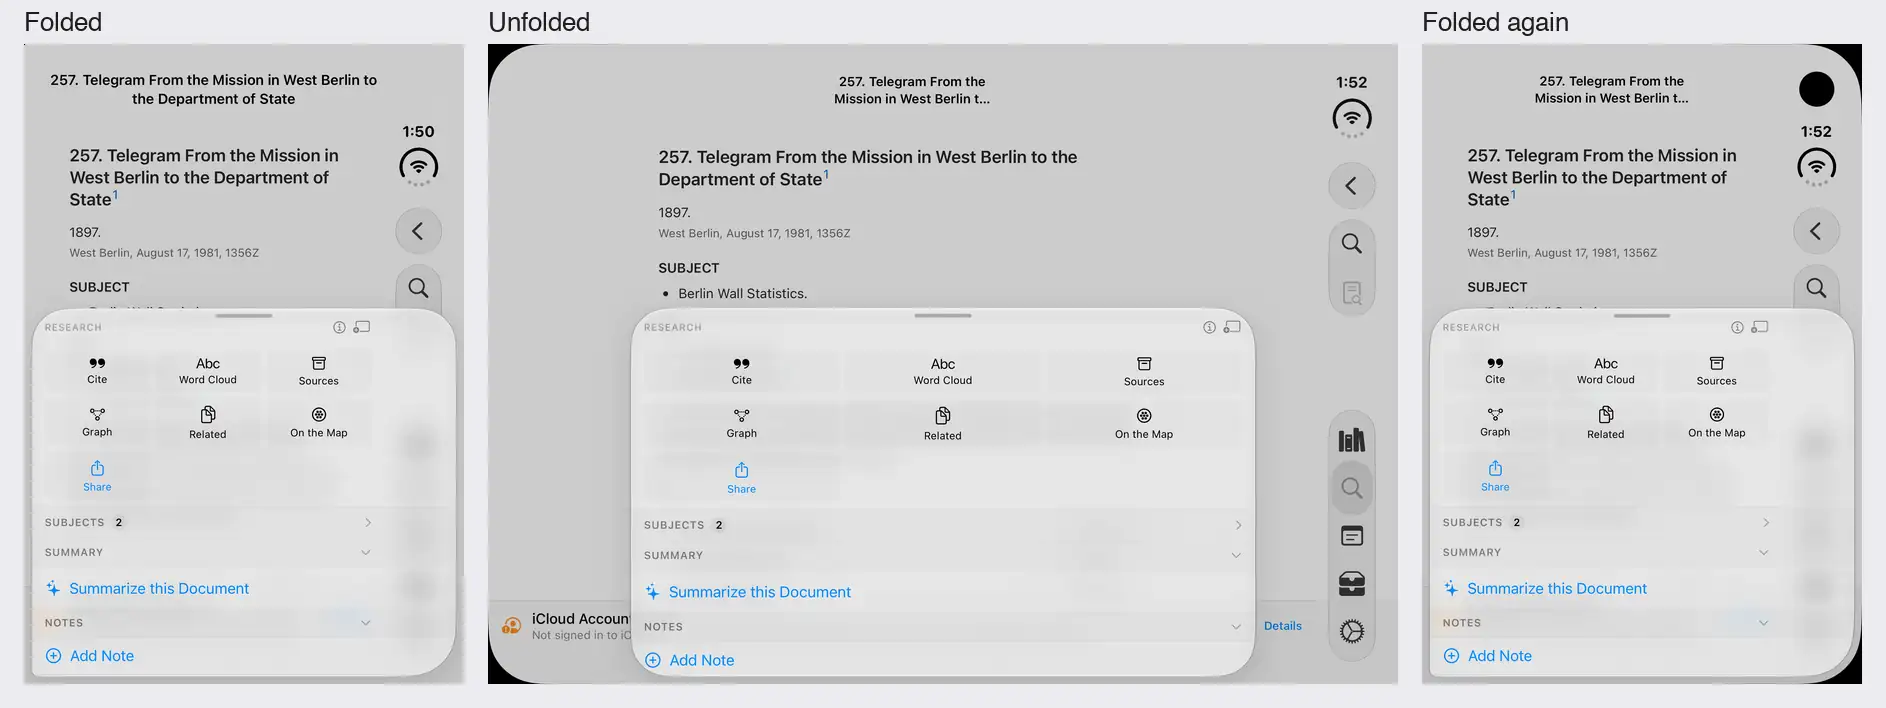 Folded
257. Telegram From the Mission in West Berlin to
the Department of State
1:50
257. Telegram From the Mission in
West Berlin to the Department of
State1
1897.
West Berlin, August 17, 1981, 1356Z
SUBJECT
RESEARCH
Cite
Abc
Word Cloud
Sources
Graph
Related
On the Map
Share
SUBJECTS 2
SUMMARY
Summarize this Document
NOTES
Add Note
Unfolded
257. Telegram From the
Mission in West Berlin t...
1:52
257. Telegram From the Mission in West Berlin to the
Department of State1
1897.
West Berlin, August 17, 1981, 1356Z
SUBJECT
• Berlin Wall Statistics.
RESEARCH
Cite
Abc
Word Cloud
Sources
Graph
Related
On the Map
Share
SUBJECTS 2
SUMMARY
Summarize this Document
iCloud Accoun
Not signed in to iC
Details
NOTES
Add Note
Folded again
257. Telegram From the
Mission in West Berlin t...
1:52
257. Telegram From the Mission in
West Berlin to the Department of
State1
1897.
West Berlin, August 17, 1981, 1356Z
SUBJECT
RESEARCH
Cite
Abc
Word Cloud
Sources
Graph
Related
On the Map
Share
SUBJECTS 2
SUMMARY
Summarize this Document
NOTES
Add Note